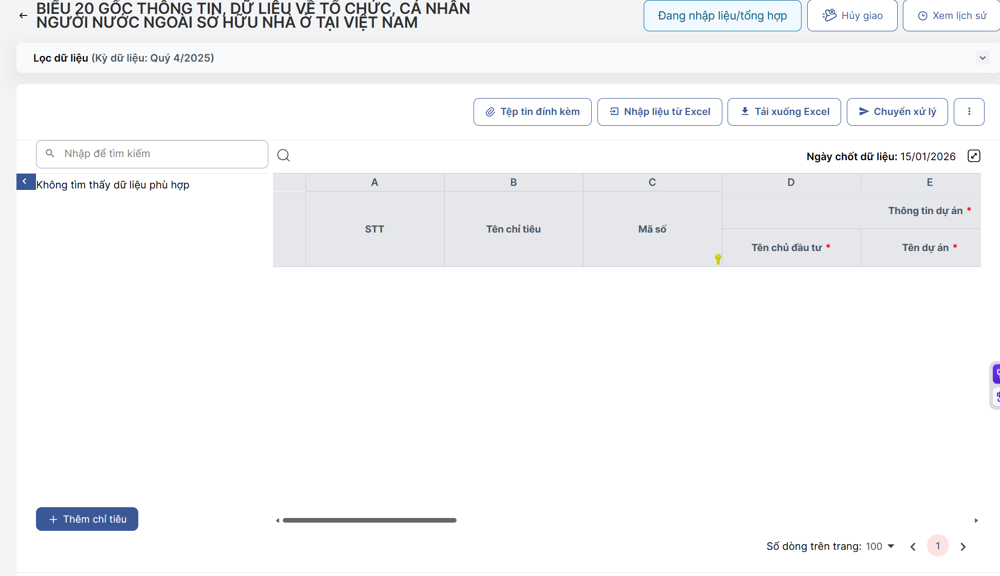 BIỂU 20 GỐC THÔNG TIN, DỮ LIỆU VỀ TỔ CHỨC, CÁ NHÂN
NGƯỜI NƯỚC NGOÀI SỞ HỮU NHÀ Ở TẠI VIỆT NAM
Đang nhập liệu/tổng hợp
Hủy giao
Xem lịch sử
Lọc dữ liệu (Kỳ dữ liệu: Quý 4/2025)
Tệp tin đính kèm
Nhập liệu từ Excel
Tải xuống Excel
Chuyển xử lý
Nhập để tìm kiếm
Ngày chốt dữ liệu: 15/01/2026
Không tìm thấy dữ liệu phù hợp
A
B
C
D
E
STT
Tên chỉ tiêu
Mã số
Thông tin dự án *
Tên chủ đầu tư *
Tên dự án *
+ Thêm chỉ tiêu
Số dòng trên trang: 100
1